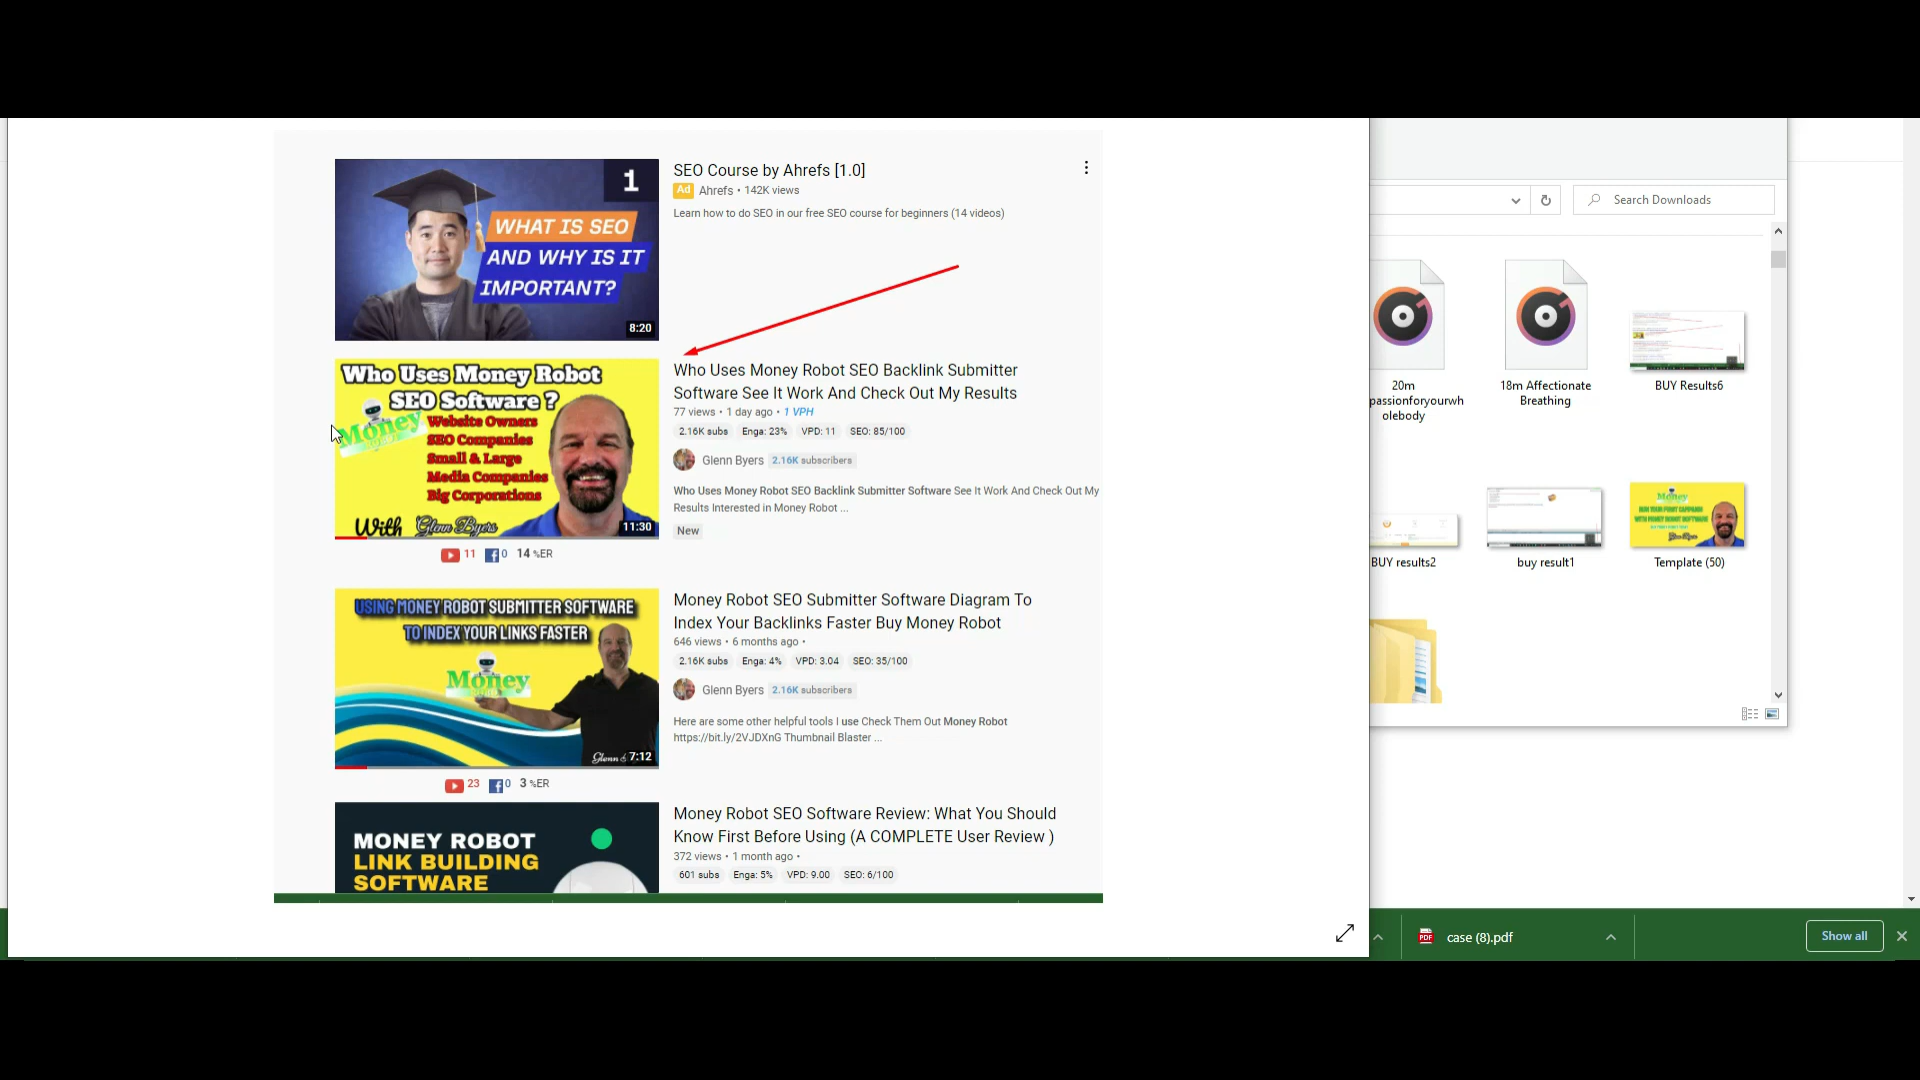 1
WHAT IS SEO
AND WHY IS IT
IMPORTANT?
8:20
SEO Course by Ahrefs [1.0]
Ad Ahrefs • 142K views
Learn how to do SEO in our free SEO course for beginners (14 videos)
Who Uses Money Robot
SEO Software ?
Money
Website Owners
SEO Companies
Small & Large
Media Companies
Big Corporations
With Glenn Byers
11:30
11 0 14 %ER
Who Uses Money Robot SEO Backlink Submitter
Software See It Work And Check Out My Results
77 views • 1 day ago • 1 VPH
2.16K subs Enga: 23% VPD: 11 SEO: 85/100
Glenn Byers 2.16K subscribers
Who Uses Money Robot SEO Backlink Submitter Software See It Work And Check Out My
Results Interested in Money Robot ...
New
USING MONEY ROBOT SUBMITTER SOFTWARE
TO INDEX YOUR LINKS FASTER
Money
Glenn
7:12
23 0 3 %ER
Money Robot SEO Submitter Software Diagram To
Index Your Backlinks Faster Buy Money Robot
646 views • 6 months ago •
2.16K subs Enga: 4% VPD: 3.04 SEO: 35/100
Glenn Byers 2.16K subscribers
Here are some other helpful tools I use Check Them Out Money Robot
https://bit.ly/2VJDXnG Thumbnail Blaster ...
MONEY ROBOT
LINK BUILDING
SOFTWARE
Money Robot SEO Software Review: What You Should
Know First Before Using (A COMPLETE User Review )
372 views • 1 month ago •
601 subs Enga: 5% VPD: 9.00 SEO: 6/100
Search Downloads
20m
passionforyourwh
olebody
18m Affectionate
Breathing
BUY Results6
BUY results2
buy result1
Money
RUN YOUR FIRST CAMPAIGN
WITH MONEY ROBOT SOFTWARE
Template (50)
PDF
case (8).pdf
Show all